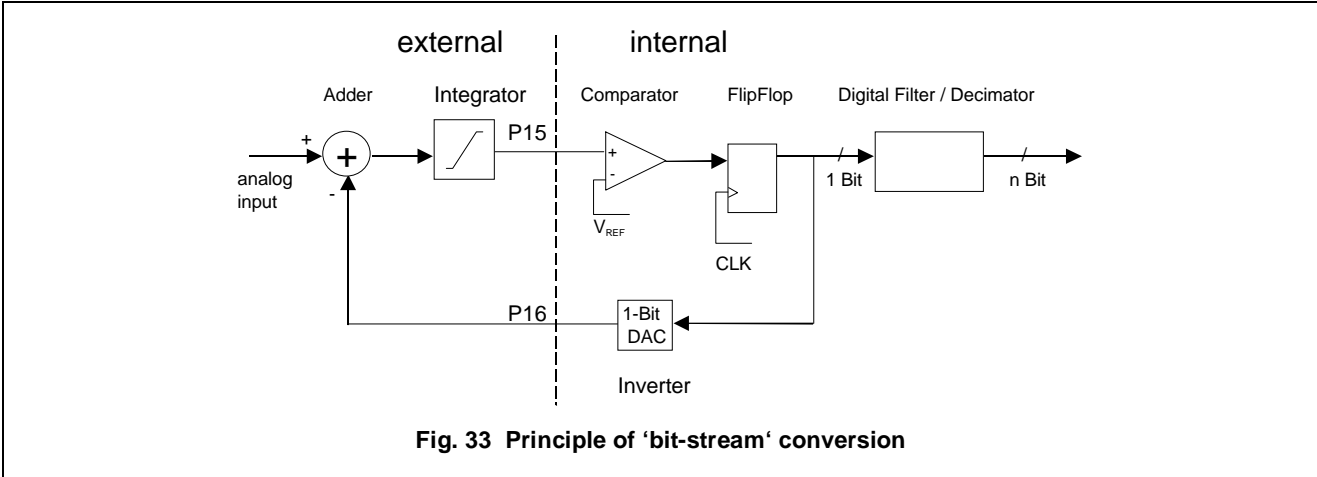 external
internal
Adder
Integrator
Comparator
FlipFlop
Digital Filter / Decimator
P15
+
+
-
+
-
analog
input
VREF
CLK
1 Bit
n Bit
P16
1-Bit
DAC
Inverter
Fig. 33 Principle of ‘bit-stream‘ conversion